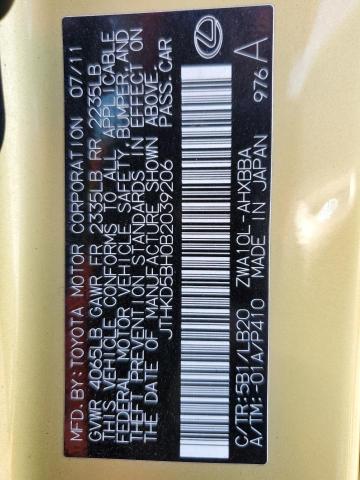 MFD. BY: TOYOTA MOTOR CORPORATION 07/11
GVWR 4065LB GAWR FR 2335LB RR 2235LB
THIS VEHICLE CONFORMS TO ALL APPLICABLE
FEDERAL MOTOR VEHICLE SAFETY, BUMPER, AND
THEFT PREVENTION STANDARDS IN EFFECT ON
THE DATE OF MANUFACTURE SHOWN ABOVE.
JTHKD5BH0B2039206 PASS.CAR
C/TR:5B1/LB20 ZWA10L-AHXBBA
A/TM:-01A/P410 MADE IN JAPAN 976 A